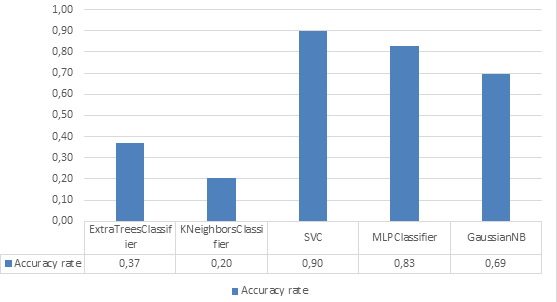 1,00
0,90
0,80
0,70
0,60
0,50
0,40
0,30
0,20
0,10
0,00
ExtraTreesClassif
ier
KNeighborsClassi
fier
SVC
MLPClassifier
GaussianNB
Accuracy rate 0,37 0,20 0,90 0,83 0,69
Accuracy rate